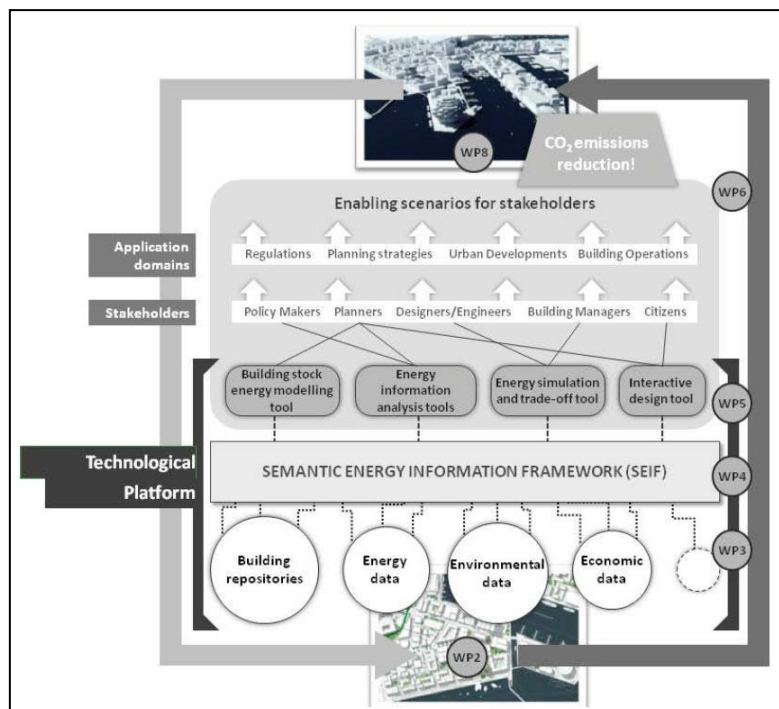 WP8
CO₂ emissions
reduction!
WP6
Enabling scenarios for stakeholders
Application
domains
Regulations Planning strategies Urban Developments Building Operations
Stakeholders
Policy Makers Planners Designers/Engineers Building Managers Citizens
Building stock
energy modelling
tool
Energy
information
analysis tools
Energy simulation
and trade-off tool
Interactive
design tool
WP5
Technological
Platform
SEMANTIC ENERGY INFORMATION FRAMEWORK (SEIF)
WP4
Building
repositories
Energy
data
Environmental
data
Economic
data
WP3
WP2